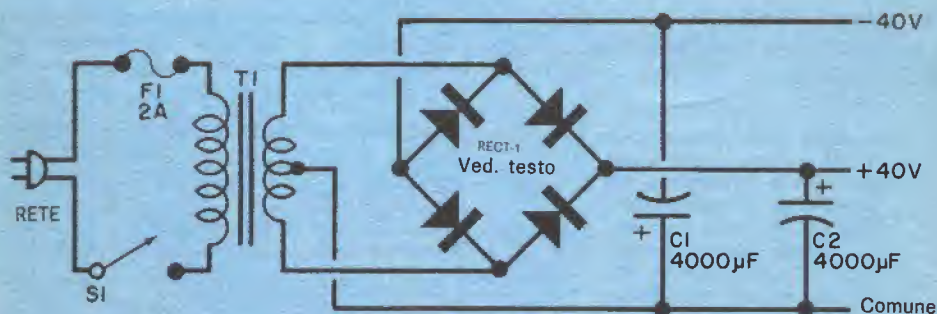 -40V
F1
2A
T1
RECT-1
Ved. testo
+40V
RETE
+
+
C1
4000µF
C2
4000µF
S1
Comune